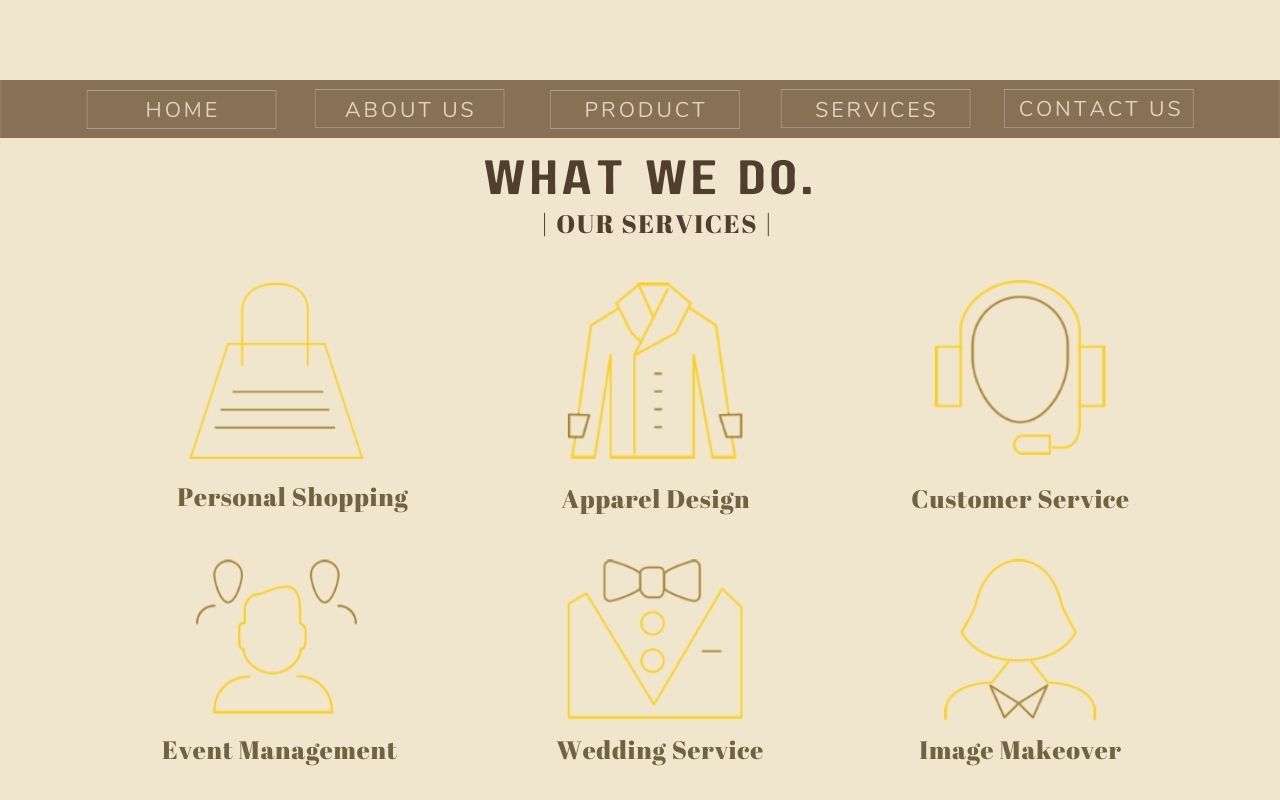 HOME ABOUT US PRODUCT SERVICES CONTACT US
WHAT WE DO.
| OUR SERVICES |
Personal Shopping
Apparel Design
Customer Service
Event Management
Wedding Service
Image Makeover